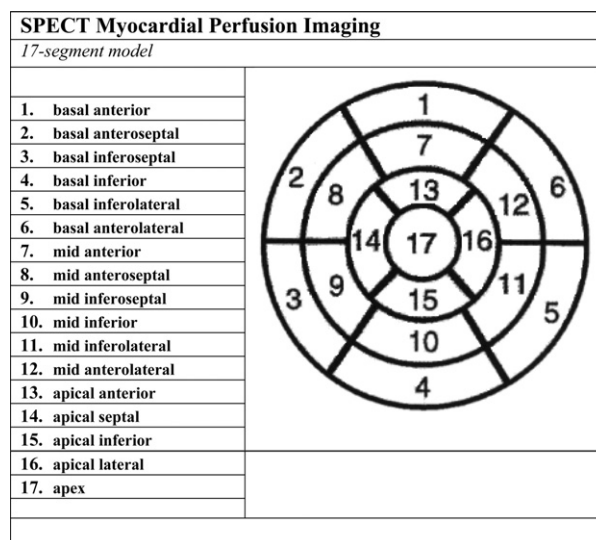 SPECT Myocardial Perfusion Imaging
17-segment model
1. basal anterior
2. basal anteroseptal
3. basal inferoseptal
4. basal inferior
5. basal inferolateral
6. basal anterolateral
7. mid anterior
8. mid anteroseptal
9. mid inferoseptal
10. mid inferior
11. mid inferolateral
12. mid anterolateral
13. apical anterior
14. apical septal
15. apical inferior
16. apical lateral
17. apex
1
7
2 8 13 12 6
14 17 16
3 9 15 11 5
10
4